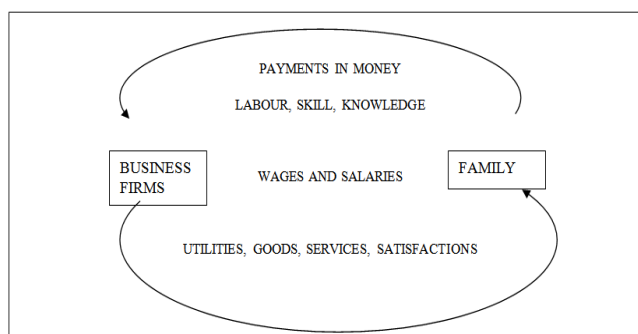 PAYMENTS IN MONEY
LABOUR, SKILL, KNOWLEDGE
BUSINESS
FIRMS
WAGES AND SALARIES
FAMILY
UTILITIES, GOODS, SERVICES, SATISFACTIONS